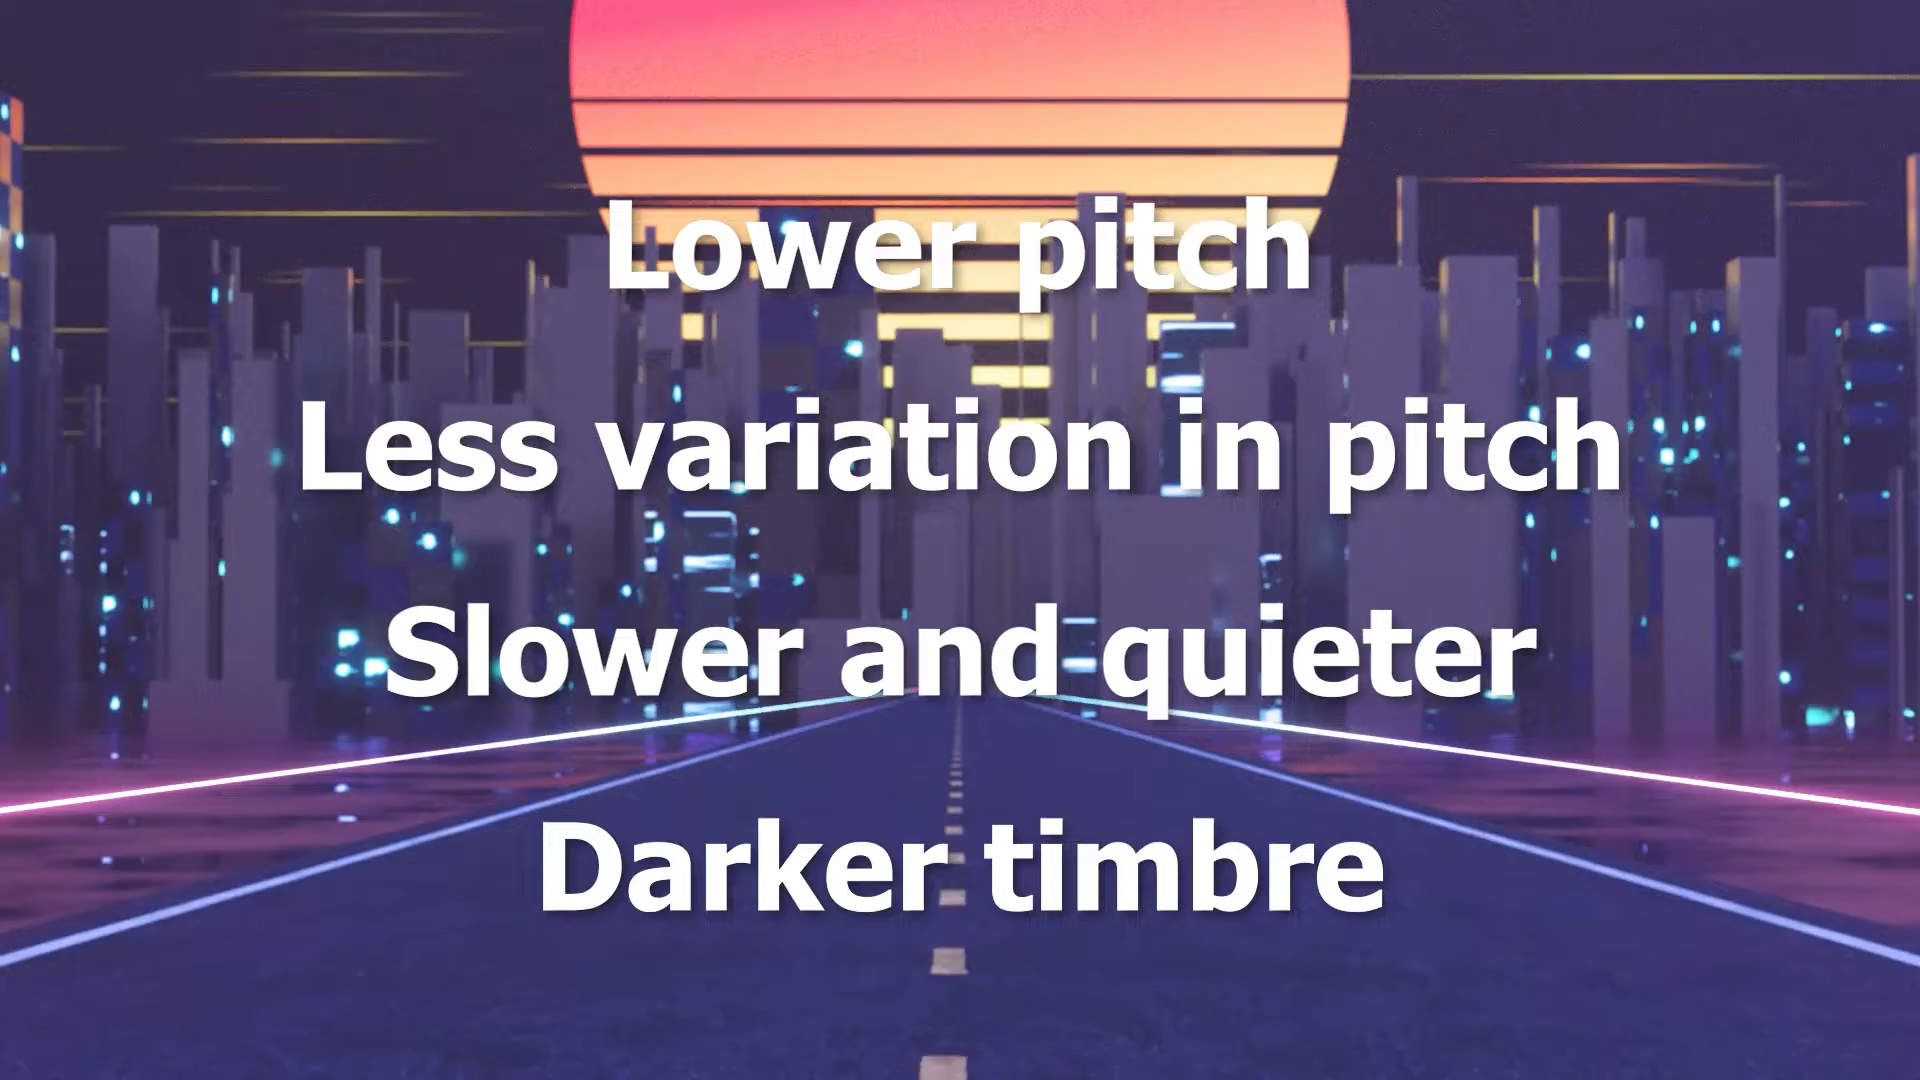 Lower pitch
Less variation in pitch
Slower and quieter
Darker timbre